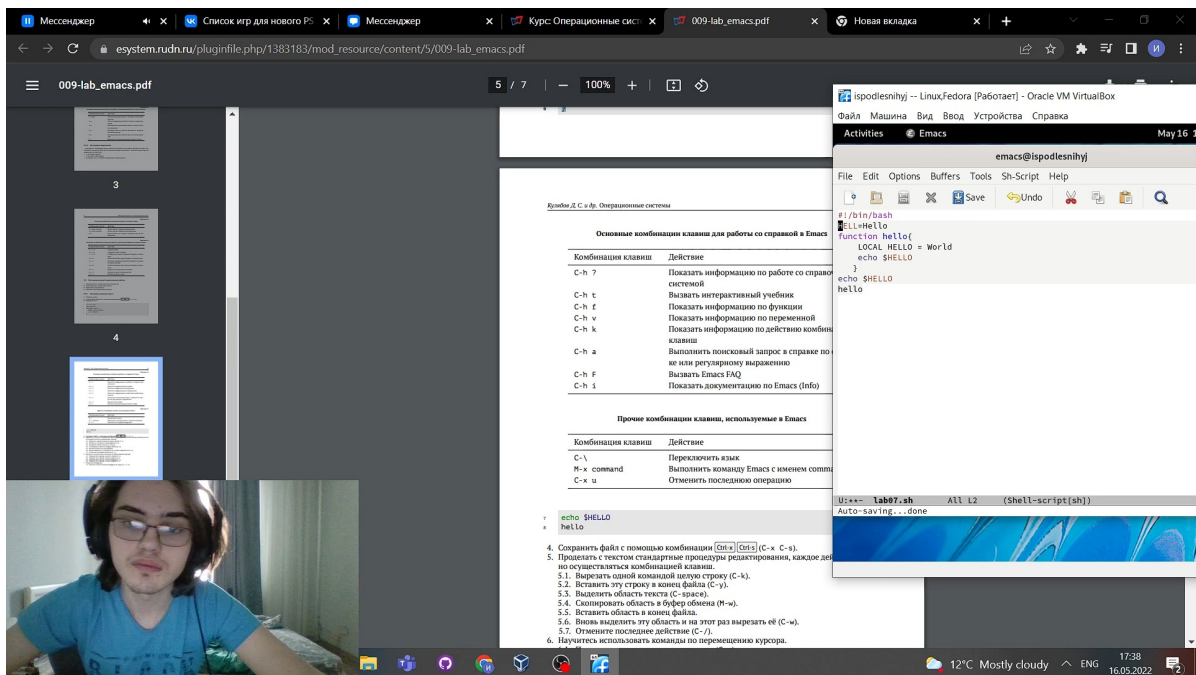 Мессенджер
Список игр для нового PS
Мессенджер
Курс: Операционные систе
009-lab_emacs.pdf
Новая вкладка
esystem.rudn.ru/pluginfile.php/1383183/mod_resource/content/5/009-lab_emacs.pdf
И
009-lab_emacs.pdf
5 / 7
100%
3
4
Кулябов Д. С. и др. Операционные системы
Основные комбинации клавиш для работы со справкой в Emacs
Комбинация клавиш Действие
C-h ? Показать информацию по работе со справо
системой
C-h t Вызвать интерактивный учебник
C-h f Показать информацию по функции
C-h v Показать информацию по переменной
C-h k Показать информацию по действию комбин
клавиш
C-h a Выполнить поисковый запрос в справке по
ке или регулярному выражению
C-h F Вызвать Emacs FAQ
C-h i Показать документацию по Emacs (Info)
Прочие комбинации клавиш, используемые в Emacs
Комбинация клавиш Действие
C-\ Переключить язык
M-x command Выполнить команду Emacs с именем comma
C-x u Отменить последнюю операцию
7 echo $HELLO
8 hello
4. Сохранить файл с помощью комбинации Ctrl-x Ctrl-s (C-x C-s).
5. Проделать с текстом стандартные процедуры редактирования, каждое дей
но осуществляться комбинацией клавиш.
5.1. Вырезать одной командой целую строку (C-k).
5.2. Вставить эту строку в конец файла (C-y).
5.3. Выделить область текста (C-space).
5.4. Скопировать область в буфер обмена (M-w).
5.5. Вставить область в конец файла.
5.6. Вновь выделить эту область и на этот раз вырезать её (C-w).
5.7. Отмените последнее действие (C-/).
6. Научитесь использовать команды по перемещению курсора.
ispodlesnihyj -- Linux,Fedora [Работает] - Oracle VM VirtualBox
Файл Машина Вид Ввод Устройства Справка
Activities Emacs May 16 1
emacs@ispodlesnihyj
File Edit Options Buffers Tools Sh-Script Help
Save Undo
#!/bin/bash
HELL=Hello
function hello{
LOCAL HELLO = World
echo $HELLO
}
echo $HELLO
hello
U:**- lab07.sh All L2 (Shell-script[sh])
Auto-saving...done
12°C Mostly cloudy ENG
17:38
16.05.2022
2